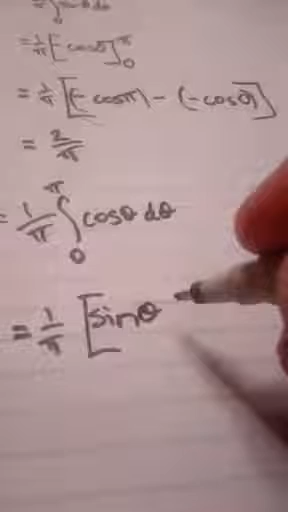 = 1/π [-cosθ]₀^π
= 1/π [(-cosπ) - (-cos0)]
= 2/π
= 1/π ∫₀^π cosθ dθ
= 1/π [sinθ